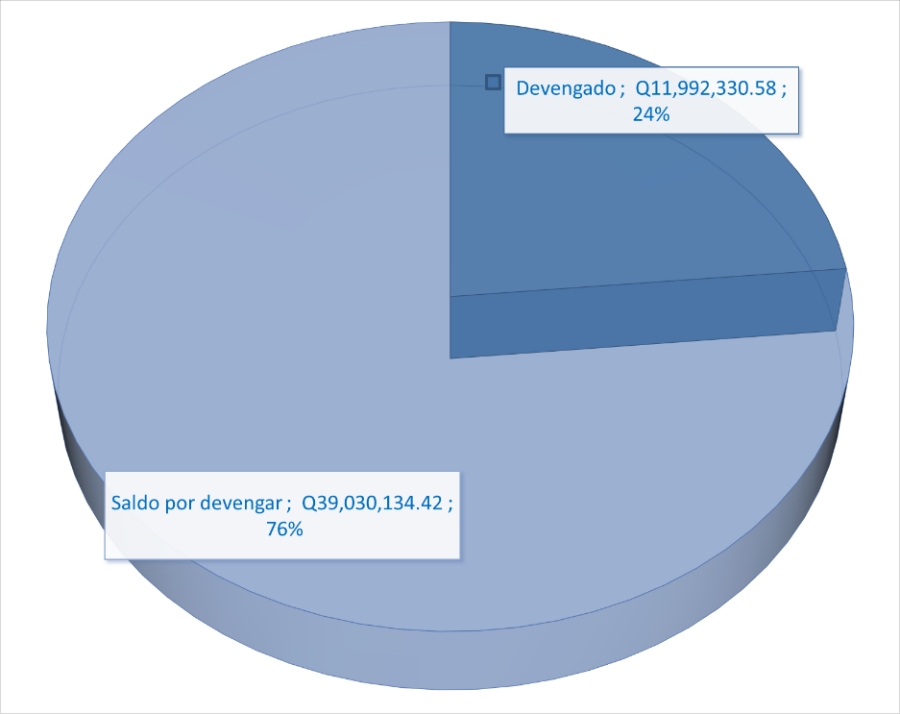 Devengado ;  Q11,992,330.58 ;
24%
Saldo por devengar ;  Q39,030,134.42 ;
76%